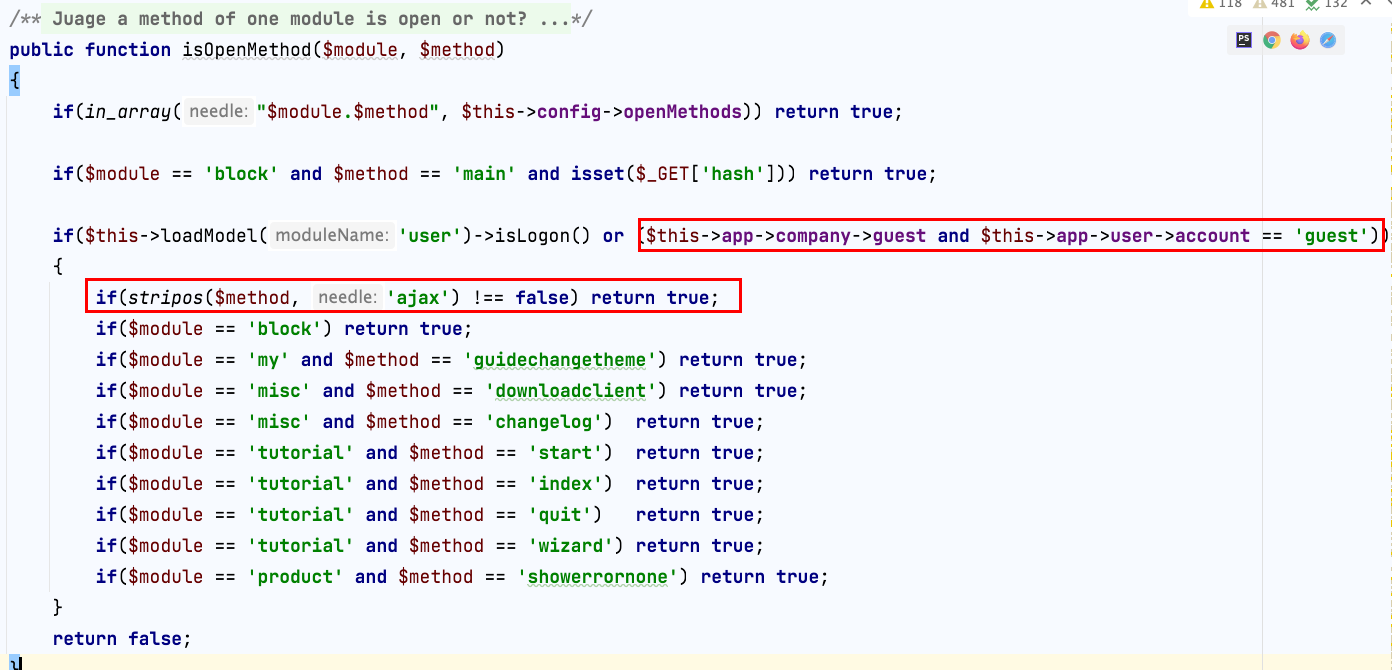 118 481 132
/** Juage a method of one module is open or not? ...*/
public function isOpenMethod($module, $method)
PS
{
if(in_array( needle: "$module.$method", $this->config->openMethods)) return true;
if($module == 'block' and $method == 'main' and isset($_GET['hash'])) return true;
if($this->loadModel( moduleName: 'user')->isLogon() or ($this->app->company->guest and $this->app->user->account == 'guest'))
{
if(stripos($method, needle: 'ajax') !== false) return true;
if($module == 'block') return true;
if($module == 'my' and $method == 'guidechangetheme') return true;
if($module == 'misc' and $method == 'downloadclient') return true;
if($module == 'misc' and $method == 'changelog')  return true;
if($module == 'tutorial' and $method == 'start')  return true;
if($module == 'tutorial' and $method == 'index')  return true;
if($module == 'tutorial' and $method == 'quit')   return true;
if($module == 'tutorial' and $method == 'wizard') return true;
if($module == 'product' and $method == 'showerrornone') return true;
}
return false;
}